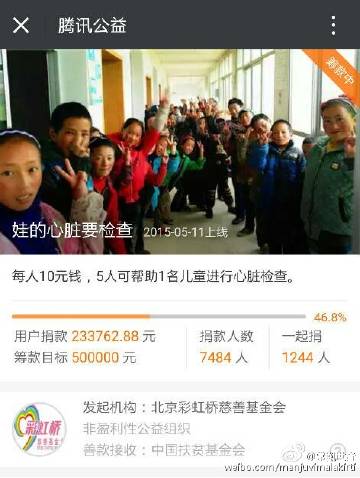 腾讯公益
筹款中
娃的心脏要检查 2015-05-11上线
每人10元钱，5人可帮助1名儿童进行心脏检查。
46.8%
用户捐款 233762.88 元 捐款人数 一起捐
筹款目标 500000 元 7484 人 1244 人
彩虹桥
发起机构：北京彩虹桥慈善基金会
非盈利性公益组织
善款接收：中国扶贫基金会
weibo.com/manjuvimalakirti